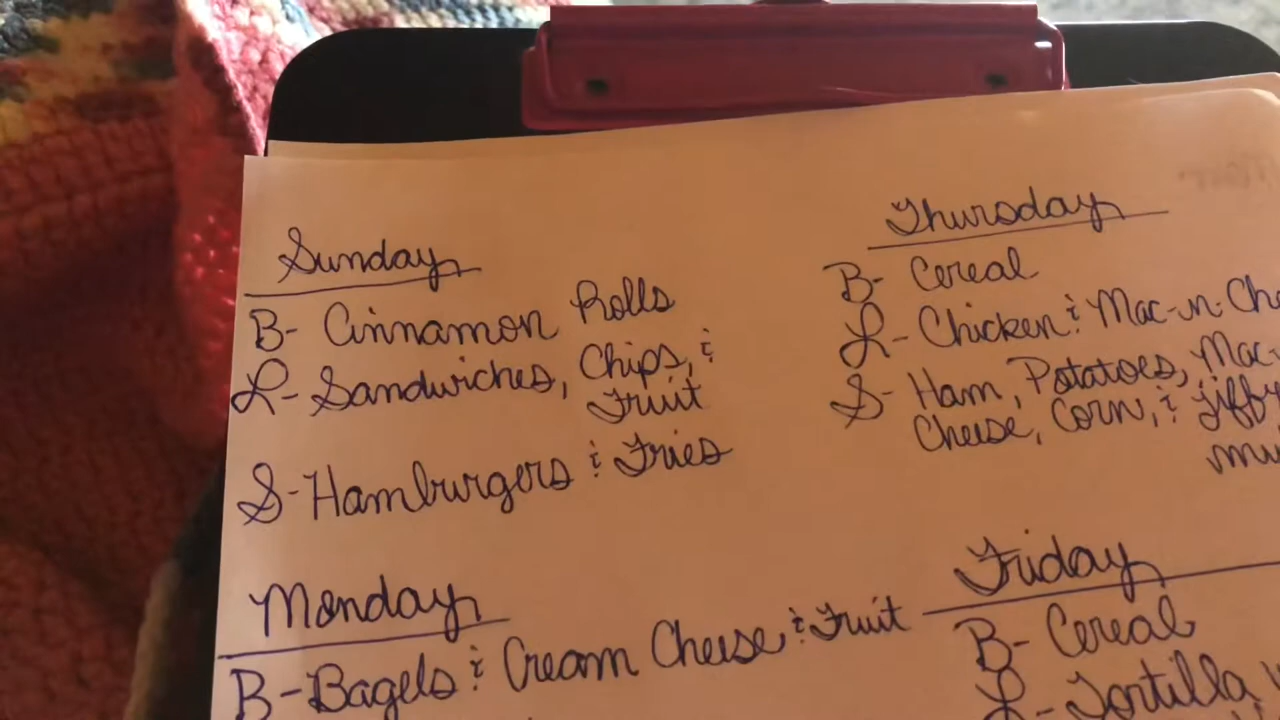 Sunday
B- Cinnamon Rolls
L- Sandwiches, Chips, &
Fruit
S- Hamburgers & Fries
Monday
B- Bagels & Cream Cheese & Fruit
Thursday
B- Cereal
L- Chicken & Mac-n-Che
S- Ham, Potatoes, Mac-
Cheese, Corn, & Jiffy
mu
Friday
B- Cereal
L- Tortilla